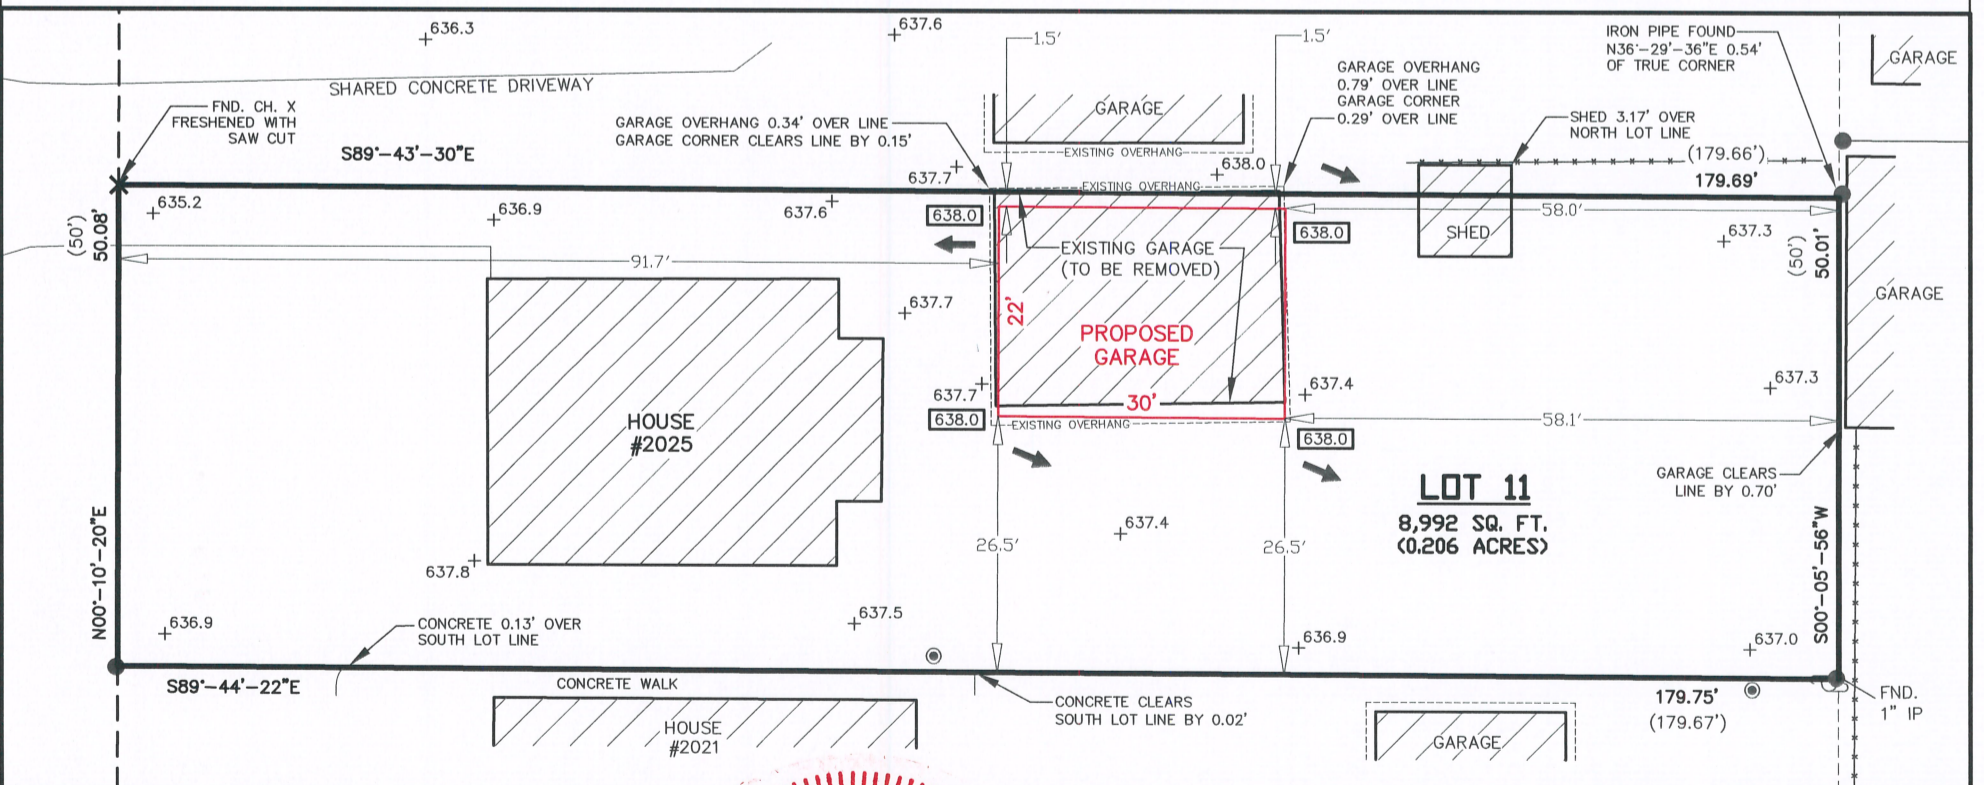 636.3
637.6
1.5'
1.5'
IRON PIPE FOUND
N36°-29'-36"E 0.54'
OF TRUE CORNER
GARAGE
SHARED CONCRETE DRIVEWAY
GARAGE OVERHANG
0.79' OVER LINE
GARAGE CORNER
0.29' OVER LINE
GARAGE
FND. CH. X
FRESHENED WITH
SAW CUT
GARAGE OVERHANG 0.34' OVER LINE
GARAGE CORNER CLEARS LINE BY 0.15'
SHED 3.17' OVER
NORTH LOT LINE
S89°-43'-30"E
EXISTING OVERHANG
(179.66')
179.69'
638.0
637.7
EXISTING OVERHANG
635.2
636.9
637.6
638.0
638.0
58.0'
SHED
637.3
(50')
50.08'
(50')
50.01'
91.7'
EXISTING GARAGE
(TO BE REMOVED)
GARAGE
637.7
22'
PROPOSED
GARAGE
637.7
637.4
637.3
30'
638.0
EXISTING OVERHANG
638.0
58.1'
HOUSE
#2025
GARAGE CLEARS
LINE BY 0.70'
LOT 11
8,992 SQ. FT.
(0.206 ACRES)
637.4
26.5'
26.5'
637.8
N00°-10'-20"E
S00°-05'-56"W
636.9
CONCRETE 0.13' OVER
SOUTH LOT LINE
637.5
636.9
637.0
S89°-44'-22"E
CONCRETE WALK
CONCRETE CLEARS
SOUTH LOT LINE BY 0.02'
179.75'
(179.67')
FND.
1" IP
HOUSE
#2021
GARAGE